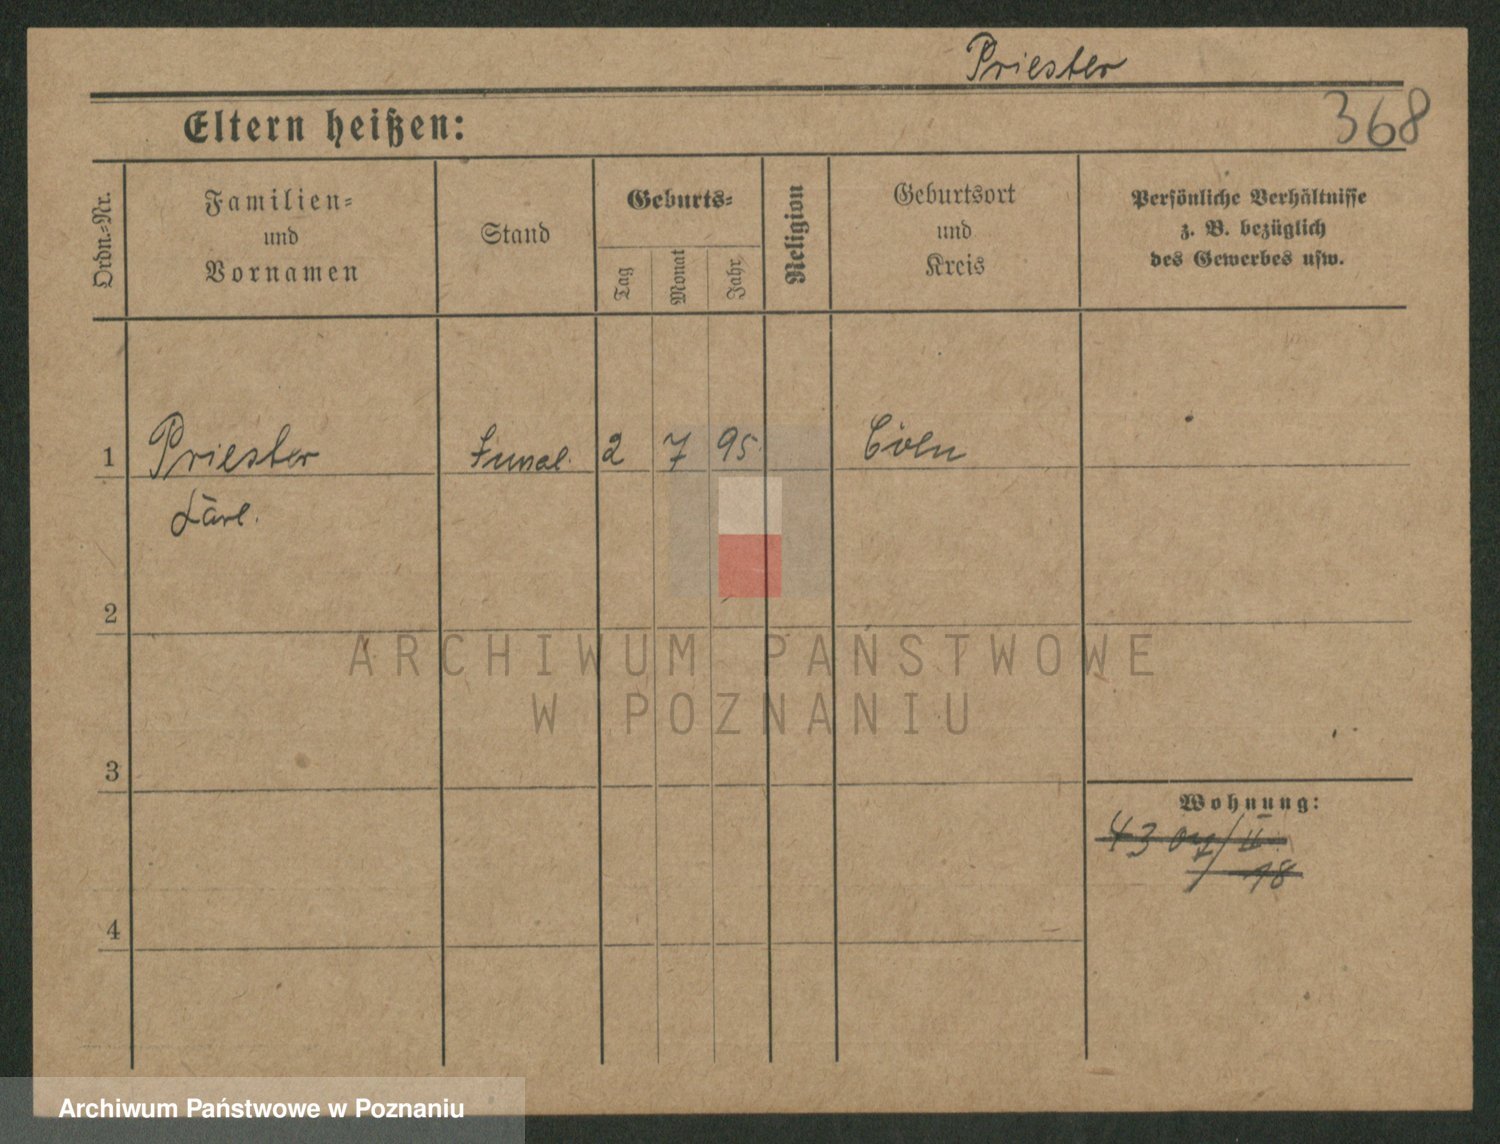 Priester
368
Eltern heißen:
Ordn.-Nr.
Familien-
und
Vornamen
Stand
Geburts-
Tag
Monat
Jahr
Religion
Geburtsort
und
Kreis
Persönliche Verhältnisse
z. B. bezüglich
des Gewerbes usw.
1
Priester
2
7
95
Cöln
2
3
4
Wohnung:
43
18
ARCHIWUM PAŃSTWOWE
W POZNANIU
Archiwum Państwowe w Poznaniu